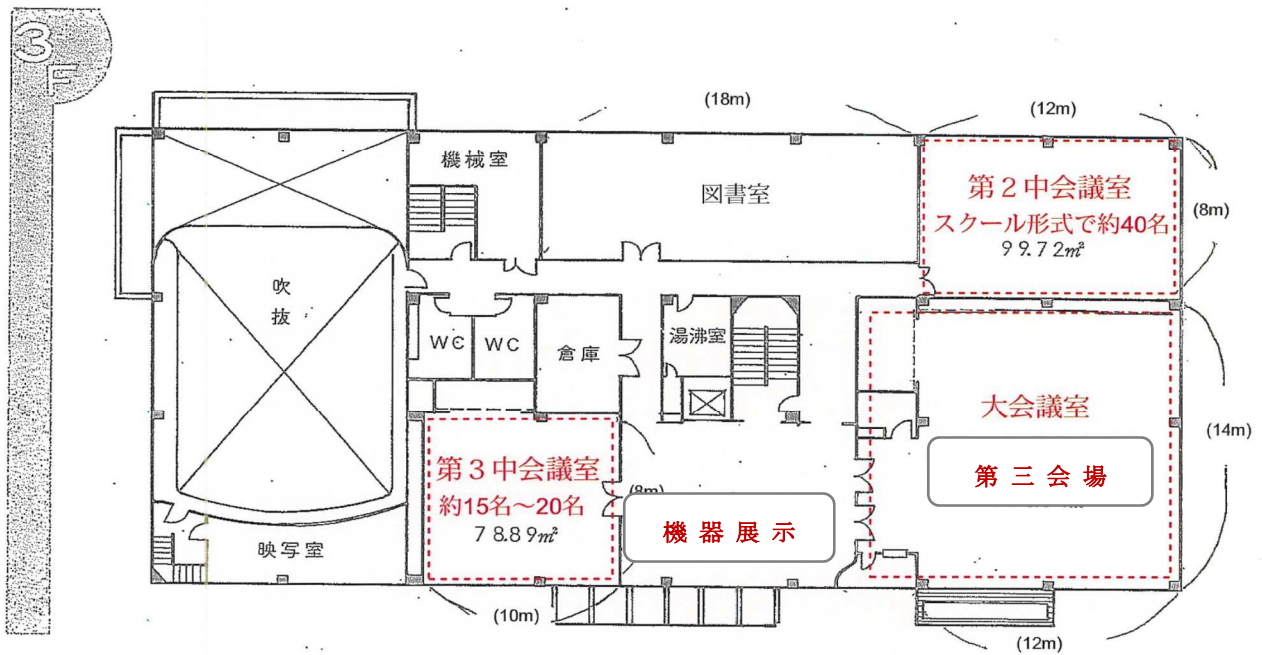 3
F
(18m)
(12m)
機械室
図書室
第2中会議室
スクール形式で約40名
99.72㎡
(8m)
吹
抜
WC
WC
倉庫
湯沸室
大会議室
(14m)
第三会場
第3中会議室
約15名～20名
78.89㎡
(8m)
機器展示
映写室
(10m)
(12m)